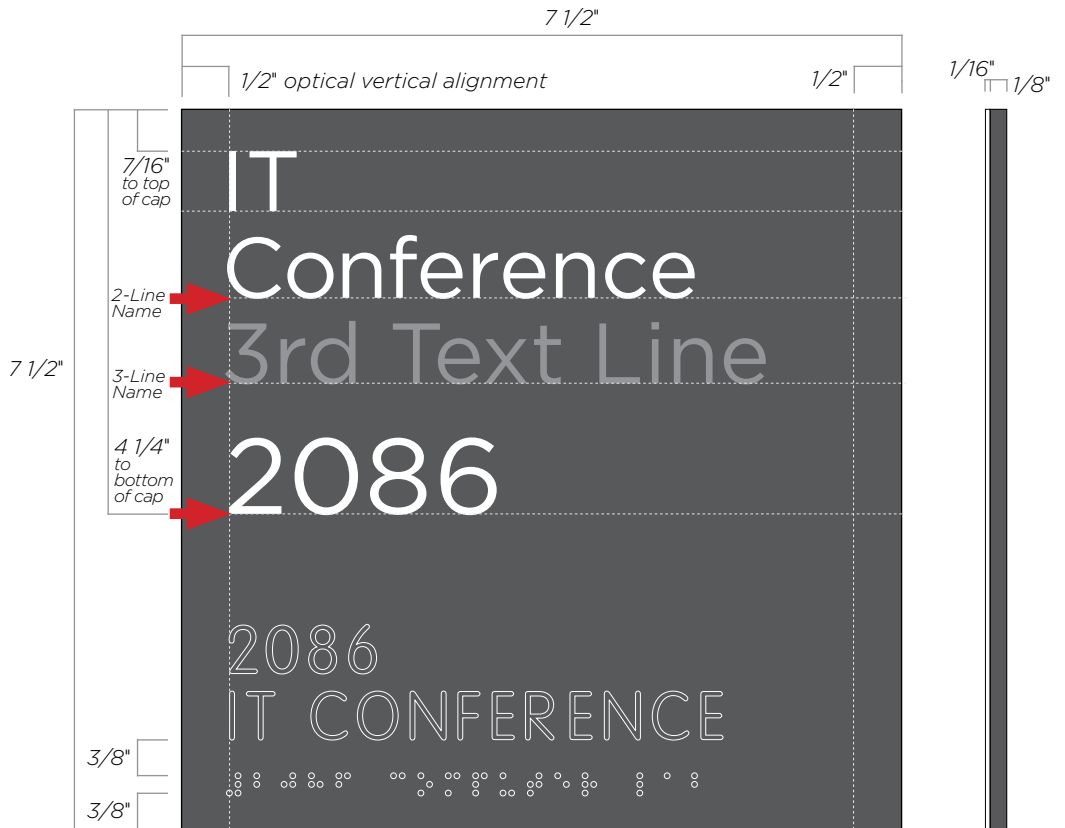 7 1/2"
1/2" optical vertical alignment
1/2"
1/16"
1/8"
7/16"
to top
of cap
IT
Conference
2-Line
Name
3rd Text Line
7 1/2"
3-Line
Name
4 1/4"
to
bottom
of cap
2086
2086
IT CONFERENCE
3/8"
3/8"